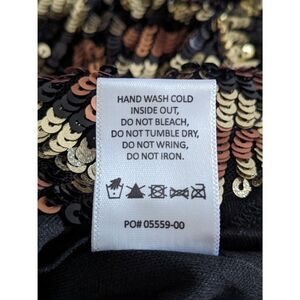 HAND WASH COLD
INSIDE OUT,
DO NOT BLEACH,
DO NOT TUMBLE DRY,
DO NOT WRING,
DO NOT IRON.
PO# 05559-00